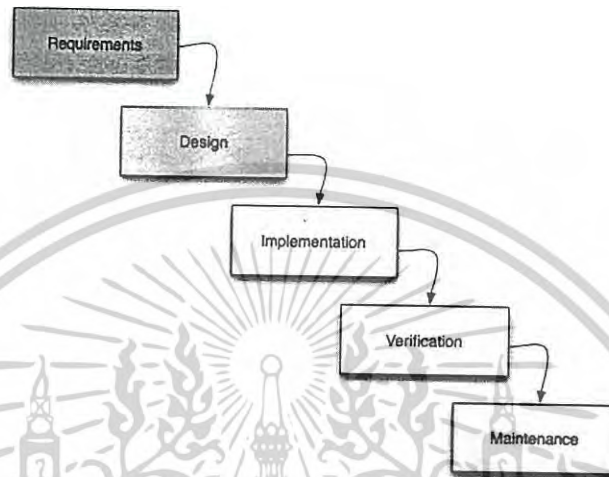 Requirements
Design
Implementation
Verification
Maintenance